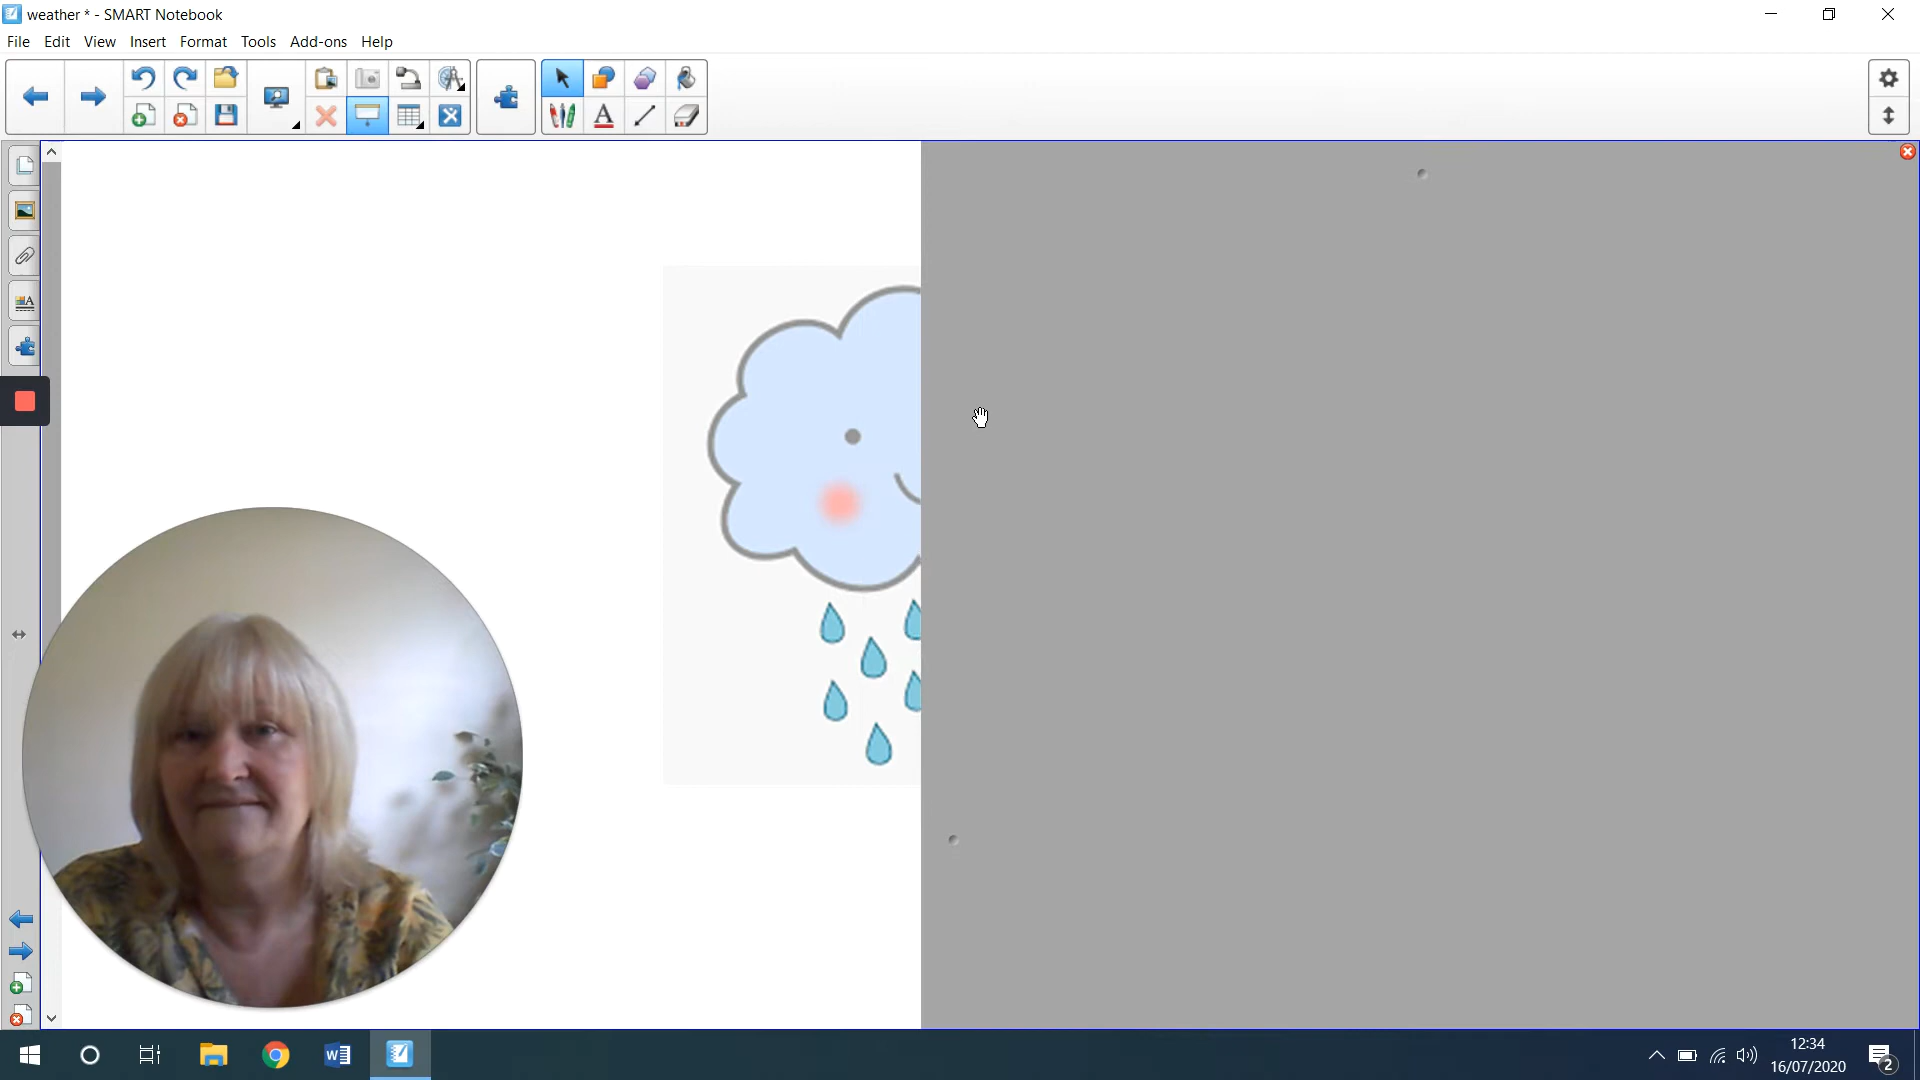 weather * - SMART Notebook
File Edit View Insert Format Tools Add-ons Help
12:34
16/07/2020
2